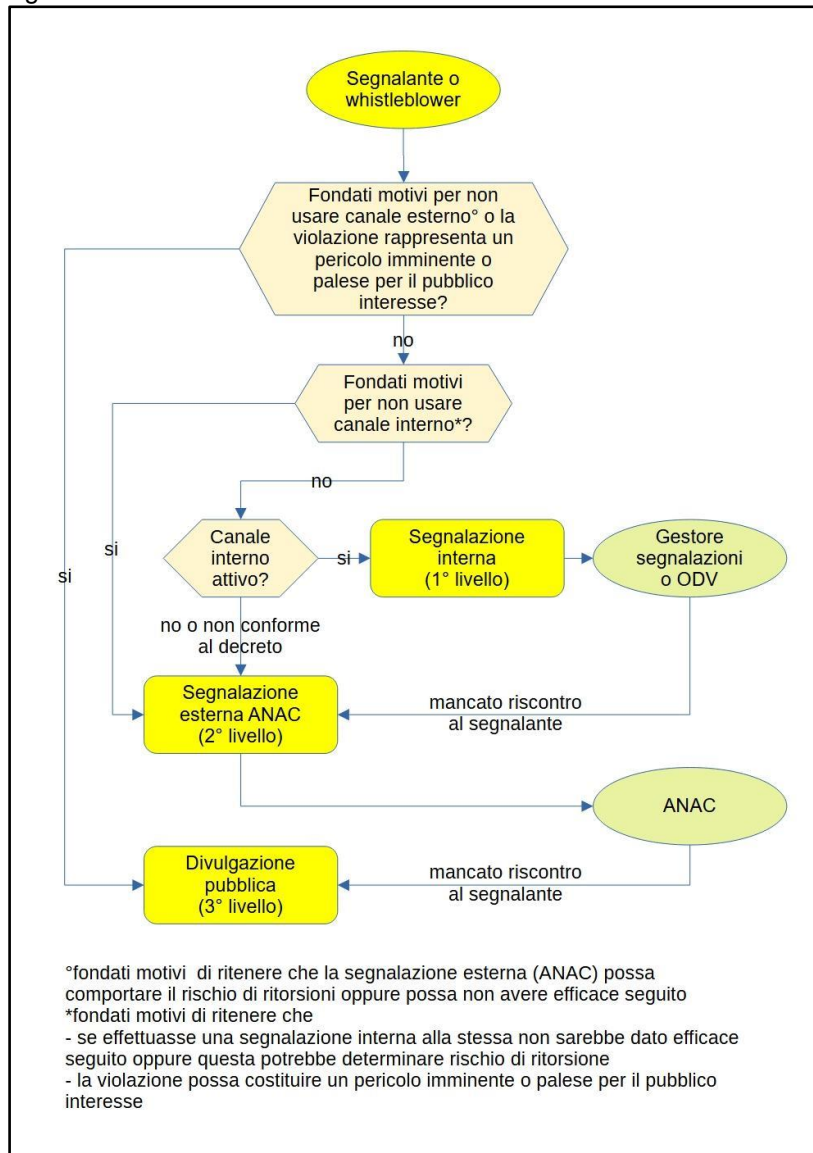 Segnalante o
whistleblower
Fondati motivi per non
usare canale esterno° o la
violazione rappresenta un
pericolo imminente o
palese per il pubblico
interesse?
no
Fondati motivi
per non usare
canale interno*?
no
Canale
interno
attivo?
si
Segnalazione
interna
(1° livello)
Gestore
segnalazioni
o ODV
si
si
no o non conforme
al decreto
Segnalazione
esterna ANAC
(2° livello)
mancato riscontro
al segnalante
ANAC
Divulgazione
pubblica
(3° livello)
mancato riscontro
al segnalante
°fondati motivi di ritenere che la segnalazione esterna (ANAC) possa
comportare il rischio di ritorsioni oppure possa non avere efficace seguito
*fondati motivi di ritenere che
- se effettuasse una segnalazione interna alla stessa non sarebbe dato efficace
seguito oppure questa potrebbe determinare rischio di ritorsione
- la violazione possa costituire un pericolo imminente o palese per il pubblico
interesse